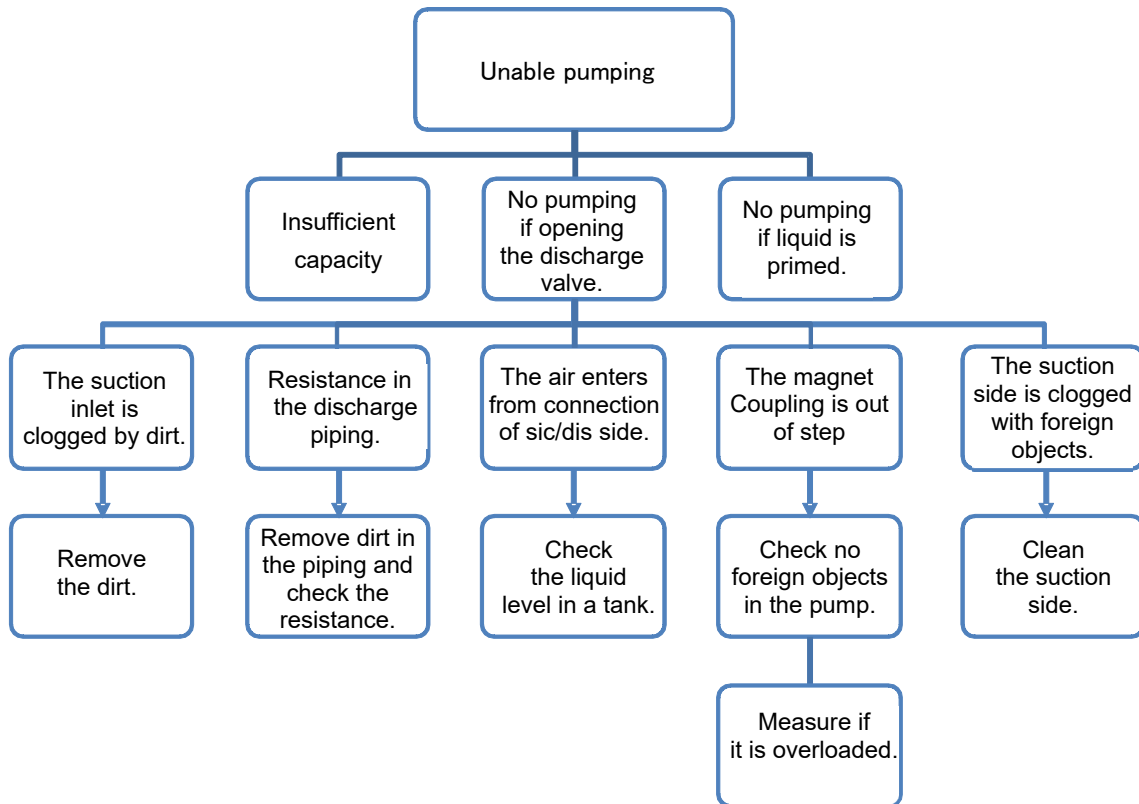 Unable pumping
Insufficient
capacity
No pumping
if opening
the discharge
valve.
No pumping
if liquid is
primed.
The suction
inlet is
clogged by dirt.
Resistance in
the discharge
piping.
The air enters
from connection
of sic/dis side.
The magnet
Coupling is out
of step
The suction
side is clogged
with foreign
objects.
Remove
the dirt.
Remove dirt in
the piping and
check the
resistance.
Check
the liquid
level in a tank.
Check no
foreign objects
in the pump.
Clean
the suction
side.
Measure if
it is overloaded.